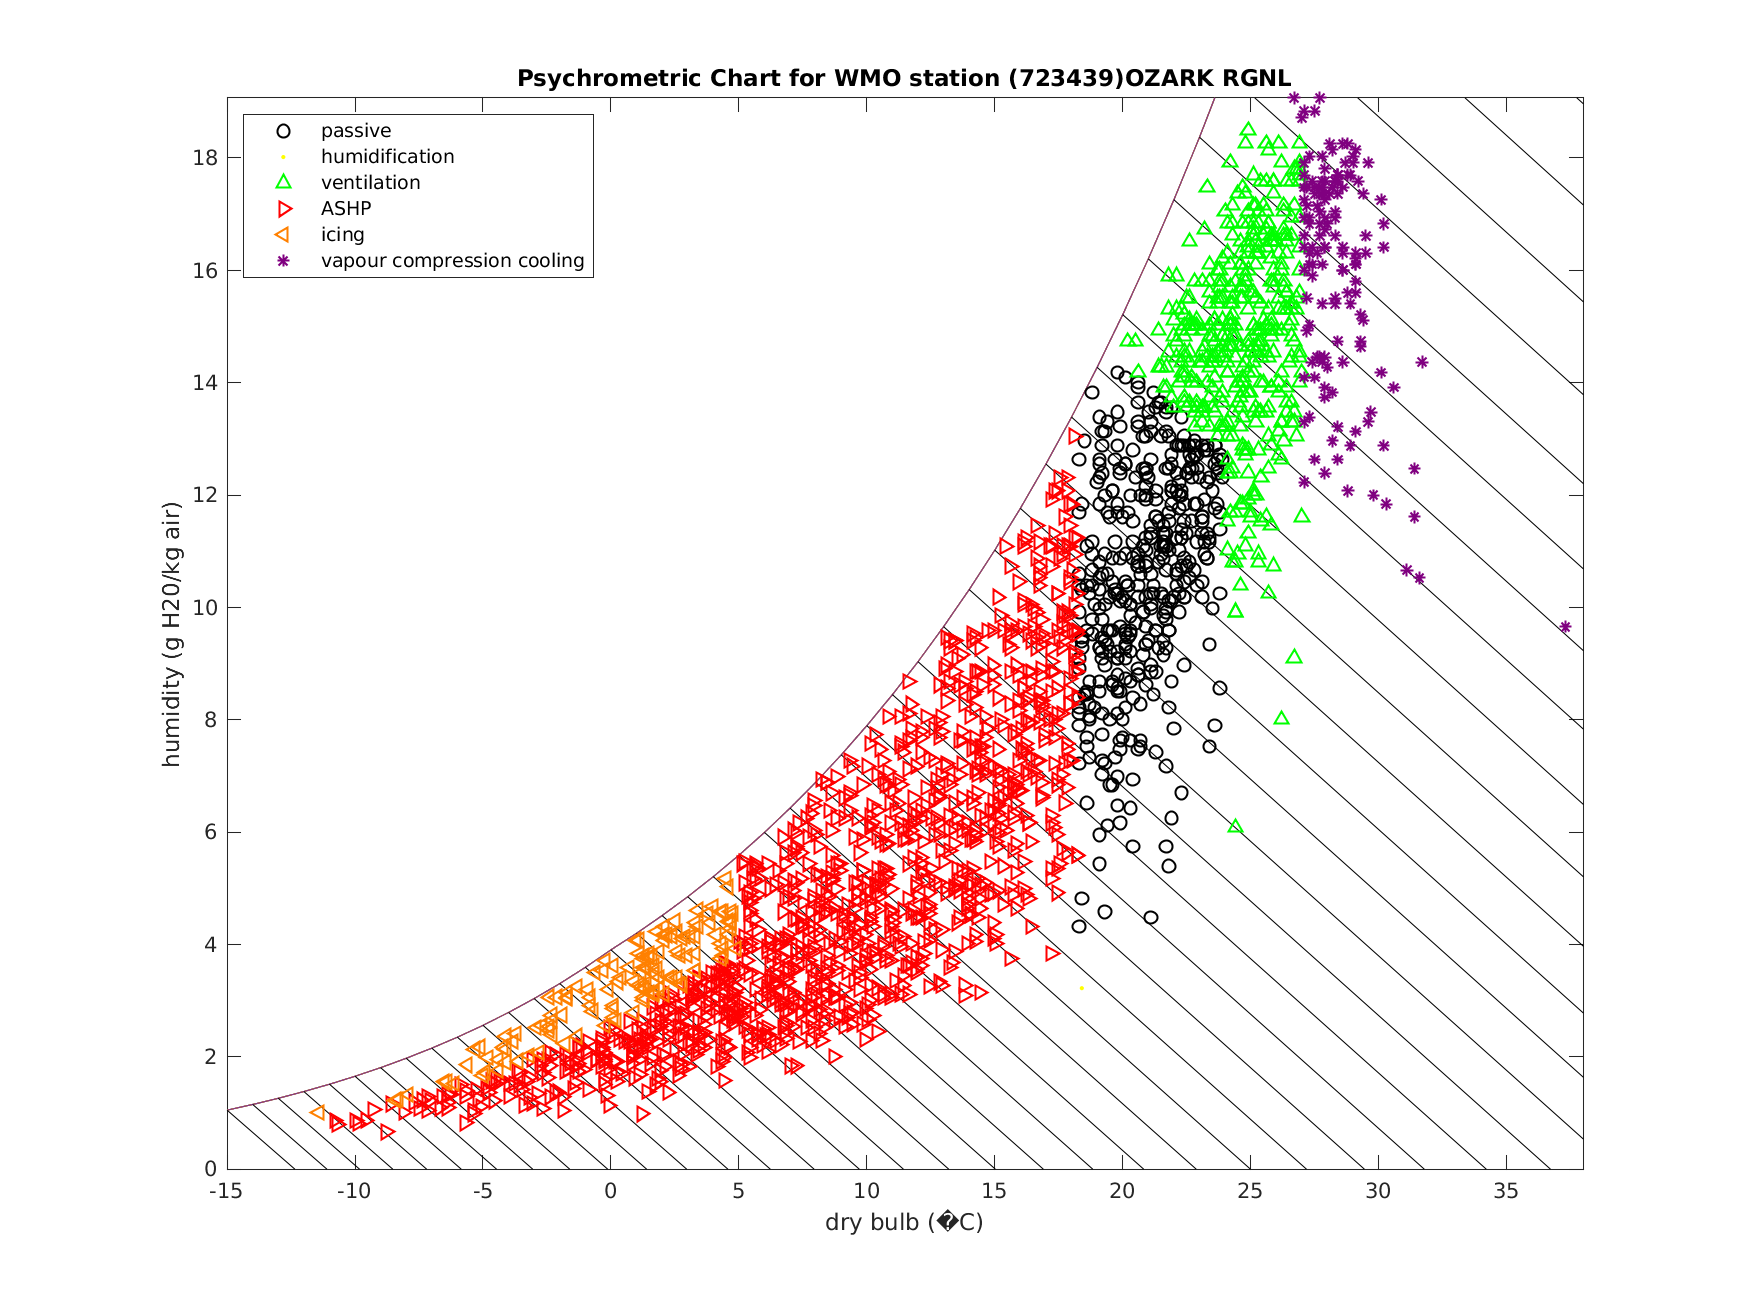 Psychrometric Chart for WMO station (723439)OZARK RGNL
passive
humidification
ventilation
ASHP
icing
vapour compression cooling
humidity (g H20/kg air)
18
16
14
12
10
8
6
4
2
0
-15 -10 -5 0 5 10 15 20 25 30 35
dry bulb (�C)